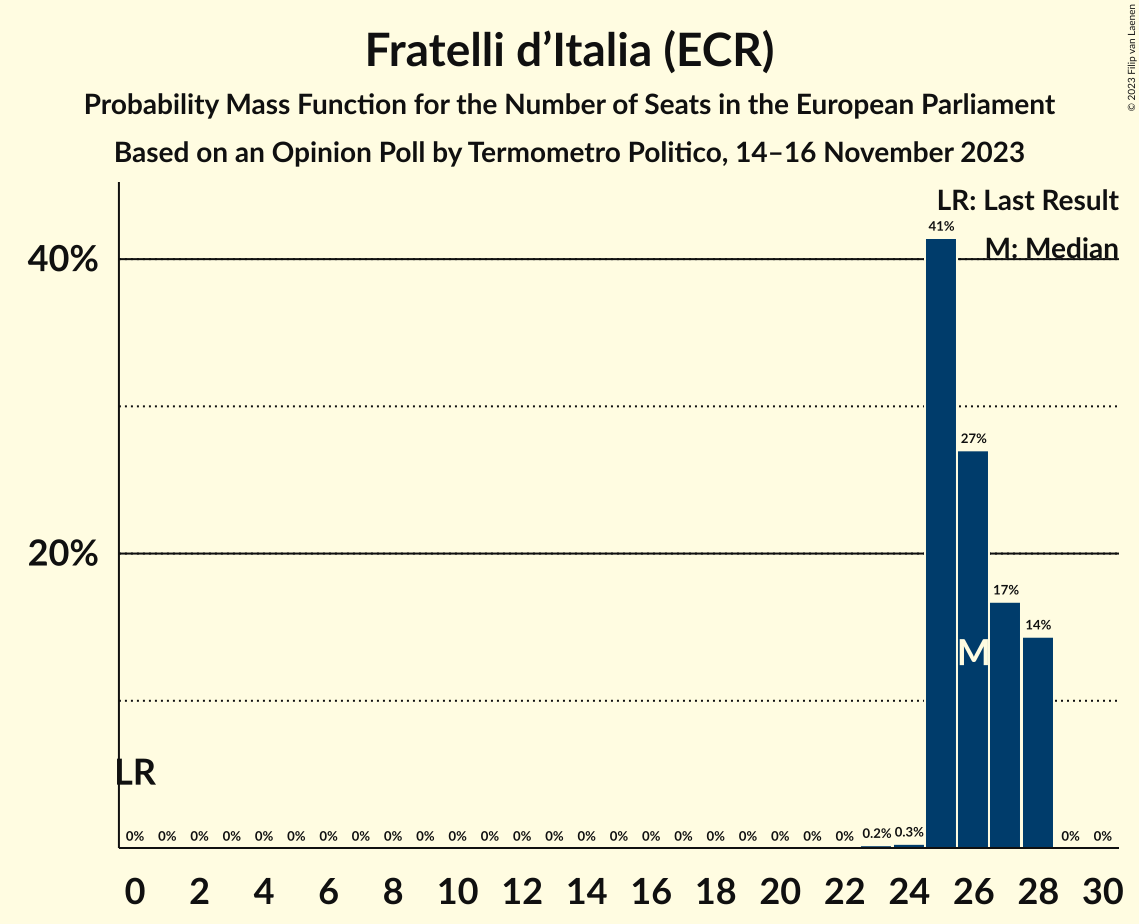 Fratelli d’Italia (ECR)
Probability Mass Function for the Number of Seats in the European Parliament
Based on an Opinion Poll by Termometro Politico, 14–16 November 2023
© 2023 Filip van Laenen
LR: Last Result
M: Median
40%
20%
41%
27%
17%
14%
M
LR
0% 0% 0% 0% 0% 0% 0% 0% 0% 0% 0% 0% 0% 0% 0% 0% 0% 0% 0% 0% 0% 0% 0% 0.2% 0.3% 0% 0%
0 2 4 6 8 10 12 14 16 18 20 22 24 26 28 30